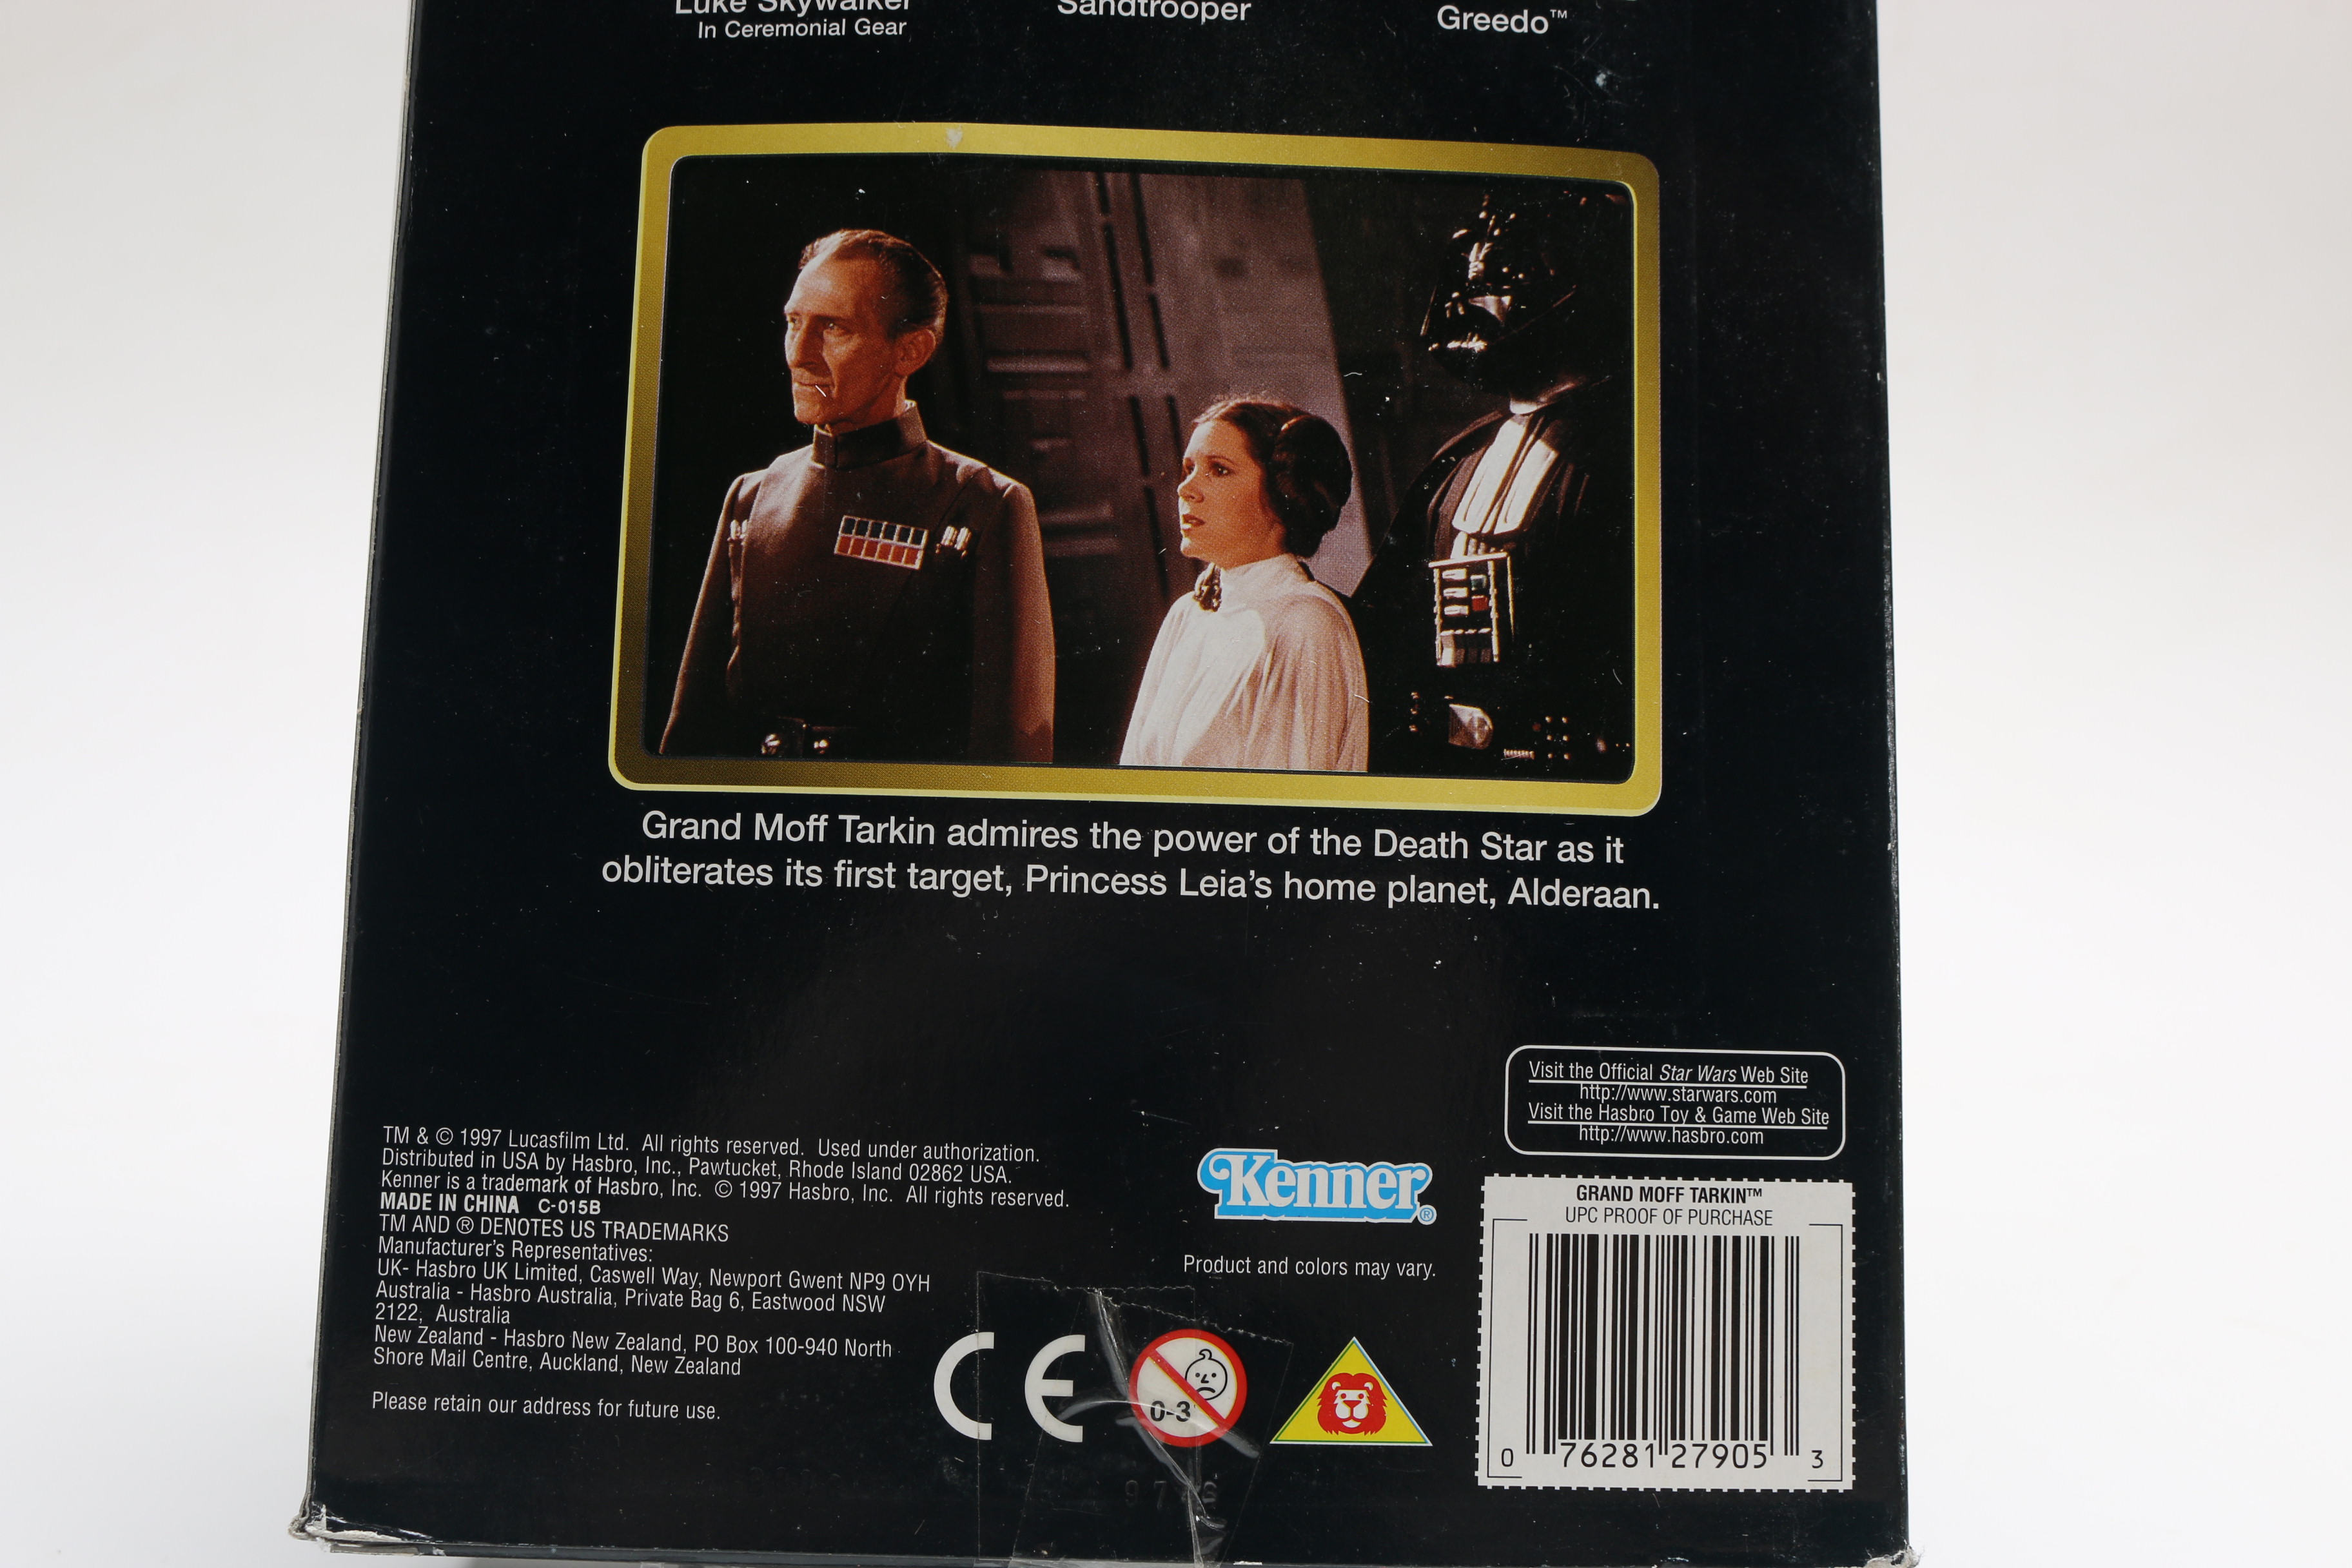 Luke Skywalker
In Ceremonial Gear
Sandtrooper
Greedo™
Grand Moff Tarkin admires the power of the Death Star as it
obliterates its first target, Princess Leia's home planet, Alderaan.
Visit the Official Star Wars Web Site
http://www.starwars.com
Visit the Hasbro Toy & Game Web Site
http://www.hasbro.com
TM & © 1997 Lucasfilm Ltd. All rights reserved. Used under authorization.
Distributed in USA by Hasbro, Inc., Pawtucket, Rhode Island 02862 USA.
Kenner is a trademark of Hasbro, Inc. © 1997 Hasbro, Inc. All rights reserved.
MADE IN CHINA C-015B
TM AND ® DENOTES US TRADEMARKS
Manufacturer's Representatives:
UK- Hasbro UK Limited, Caswell Way, Newport Gwent NP9 OYH
Australia - Hasbro Australia, Private Bag 6, Eastwood NSW
2122, Australia
New Zealand - Hasbro New Zealand, PO Box 100-940 North
Shore Mail Centre, Auckland, New Zealand
Please retain our address for future use.
Kenner®
Product and colors may vary.
CE
0-3
GRAND MOFF TARKIN™
UPC PROOF OF PURCHASE
0 76281 27905 3